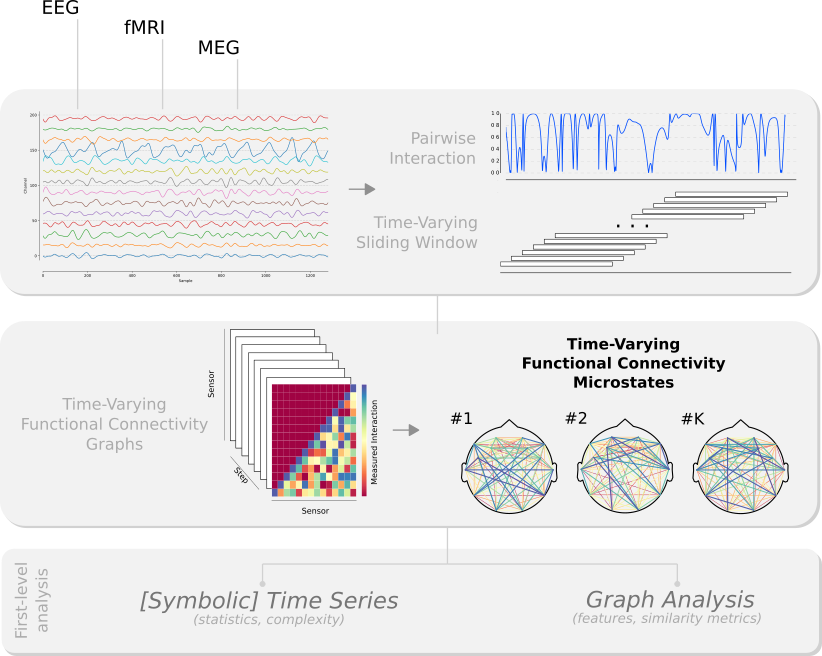 EEG
fMRI
MEG
200
150
100
50
0
Channel
0
200
400
600
800
1000
1200
Sample
Pairwise
Interaction
1 0
0 8
0 6
0 4
0 2
0 0
Time-Varying
Sliding Window
Time-Varying
Functional Connectivity
Graphs
Sensor
Step
Sensor
Measured Interaction
Time-Varying
Functional Connectivity
Microstates
#1
#2
#K
First-level
analysis
[Symbolic] Time Series
(statistics, complexity)
Graph Analysis
(features, similarity metrics)